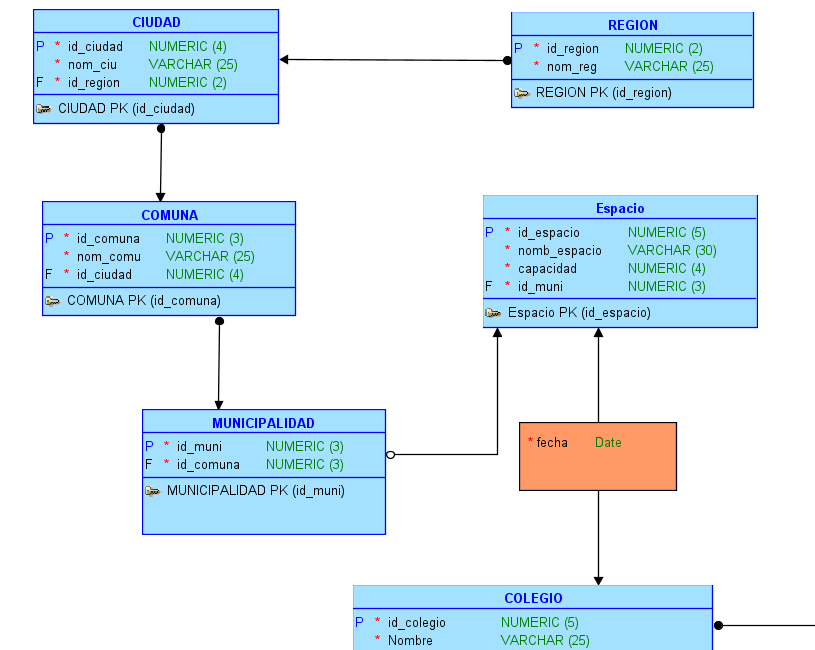 CIUDAD
P * id_ciudad NUMERIC (4)
* nom_ciu VARCHAR (25)
F * id_region NUMERIC (2)
CIUDAD PK (id_ciudad)
REGION
P * id_region NUMERIC (2)
* nom_reg VARCHAR (25)
REGION PK (id_region)
COMUNA
P * id_comuna NUMERIC (3)
* nom_comu VARCHAR (25)
F * id_ciudad NUMERIC (4)
COMUNA PK (id_comuna)
Espacio
P * id_espacio NUMERIC (5)
* nomb_espacio VARCHAR (30)
* capacidad NUMERIC (4)
F * id_muni NUMERIC (3)
Espacio PK (id_espacio)
MUNICIPALIDAD
P * id_muni NUMERIC (3)
F * id_comuna NUMERIC (3)
MUNICIPALIDAD PK (id_muni)
* fecha Date
COLEGIO
P * id_colegio NUMERIC (5)
* Nombre VARCHAR (25)